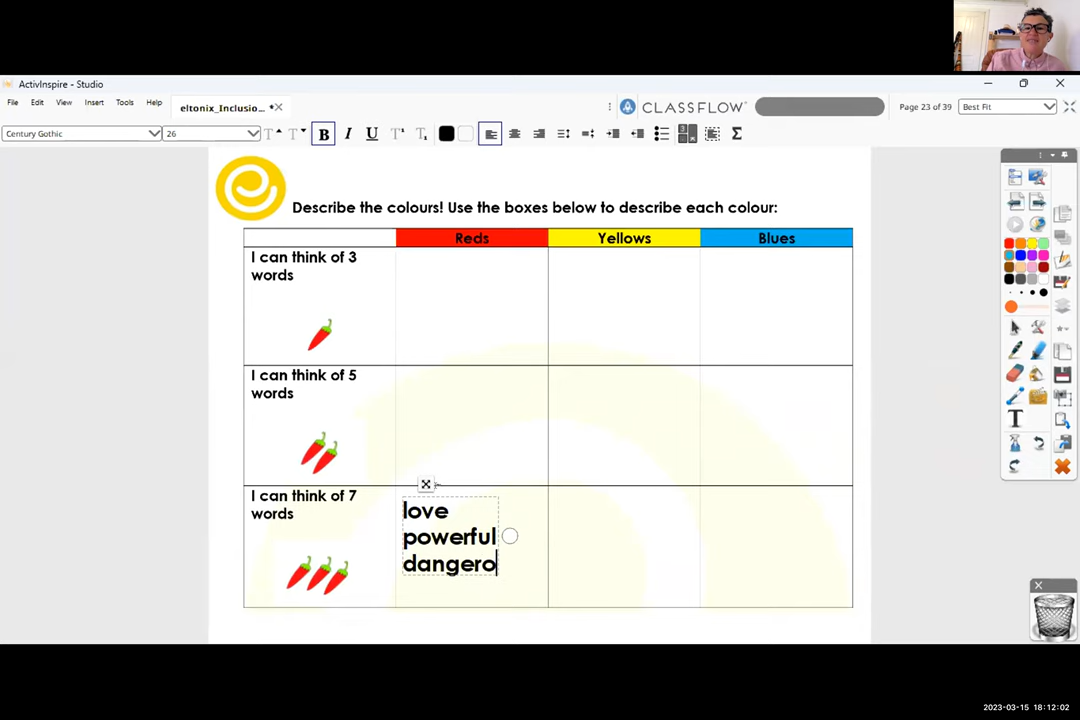 ActivInspire - Studio
File Edit View Insert Tools Help
eltonix_Inclusio... *
CLASSFLOW
Page 23 of 39
Best Fit
Century Gothic
26
B I U T T
Describe the colours! Use the boxes below to describe each colour:
Reds Yellows Blues
I can think of 3
words
I can think of 5
words
I can think of 7
words
love
powerful
dangero
T
2023-03-15 18:12:02